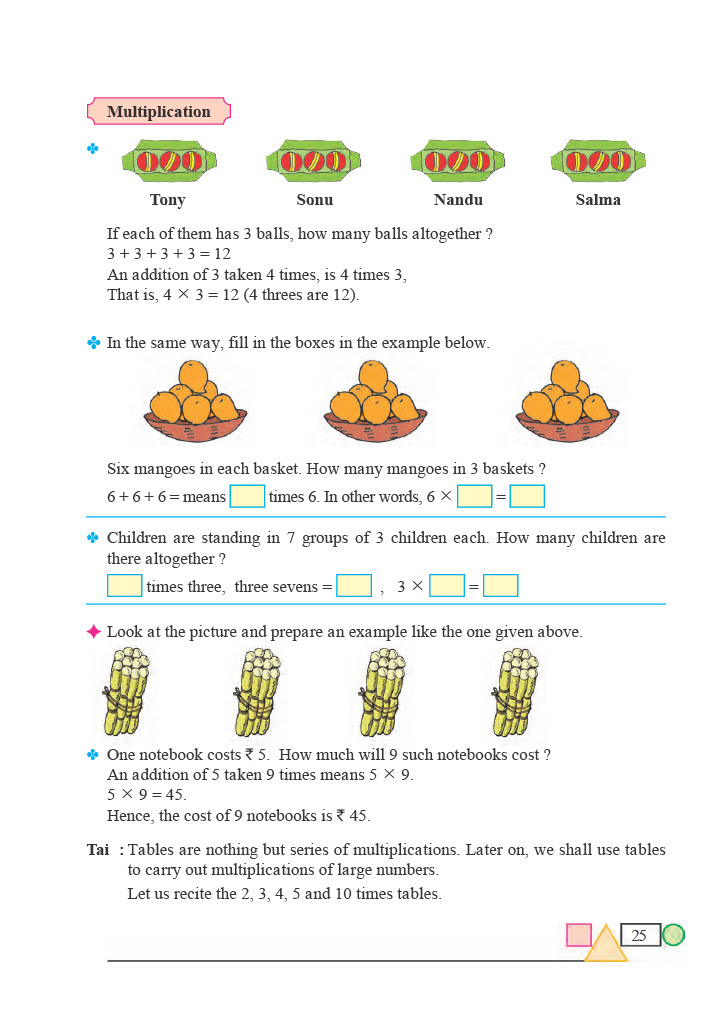 Multiplication
Tony Sonu Nandu Salma
If each of them has 3 balls, how many balls altogether ?
3 + 3 + 3 + 3 = 12
An addition of 3 taken 4 times, is 4 times 3,
That is, 4 × 3 = 12 (4 threes are 12).
In the same way, fill in the boxes in the example below.
Six mangoes in each basket. How many mangoes in 3 baskets ?
6 + 6 + 6 = means times 6. In other words, 6 × =
Children are standing in 7 groups of 3 children each. How many children are
there altogether ?
times three, three sevens = , 3 × =
Look at the picture and prepare an example like the one given above.
One notebook costs ₹ 5. How much will 9 such notebooks cost ?
An addition of 5 taken 9 times means 5 × 9.
5 × 9 = 45.
Hence, the cost of 9 notebooks is ₹ 45.
Tai : Tables are nothing but series of multiplications. Later on, we shall use tables
to carry out multiplications of large numbers.
Let us recite the 2, 3, 4, 5 and 10 times tables.
25